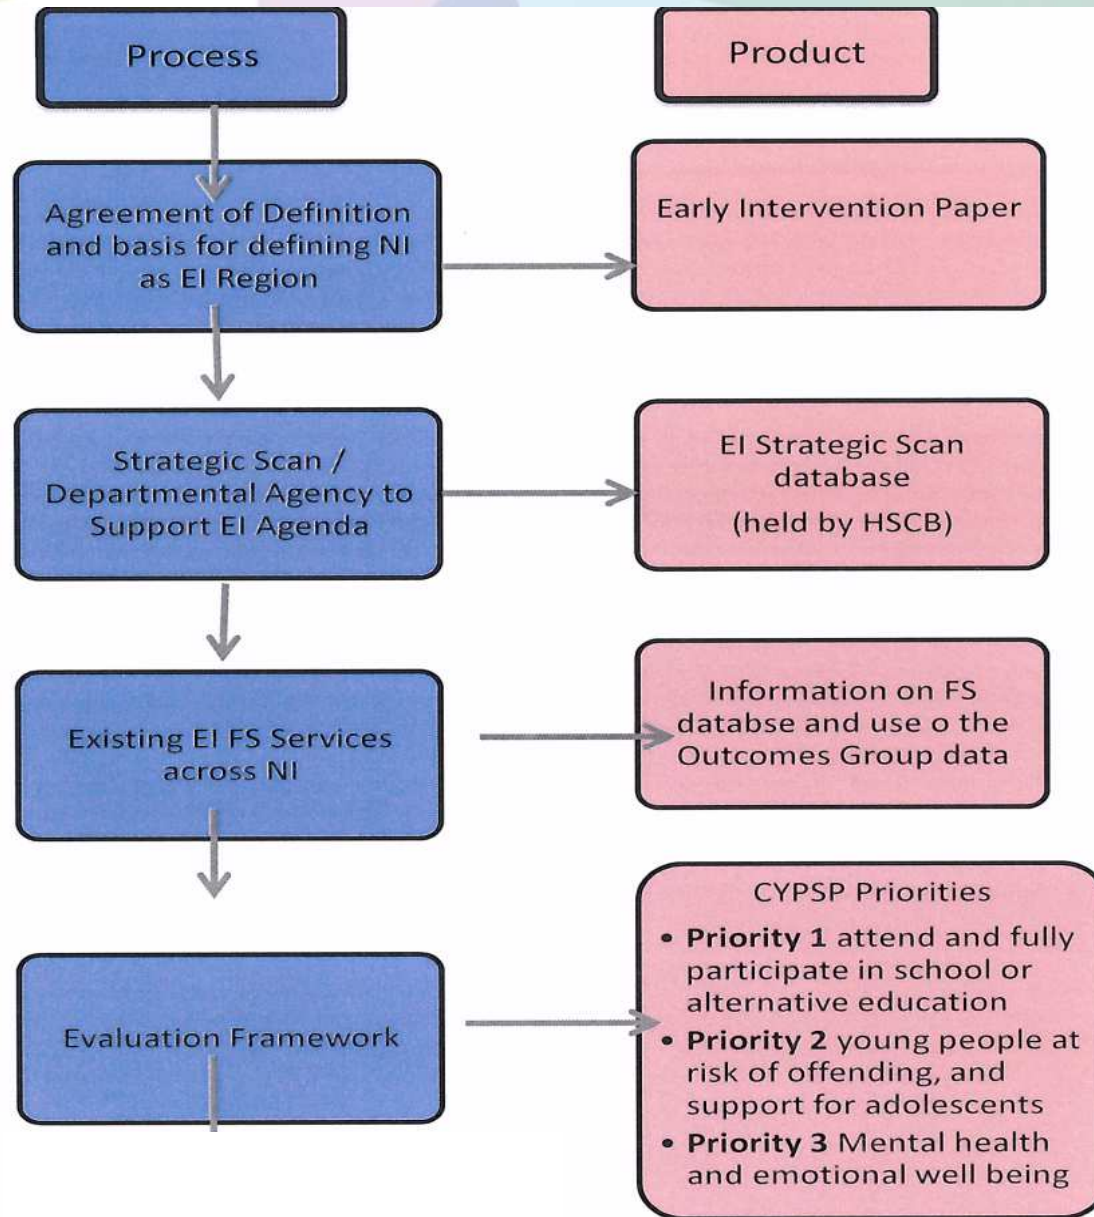 Process
Product
Agreement of Definition
and basis for defining NI
as EI Region
Early Intervention Paper
Strategic Scan /
Departmental Agency to
Support EI Agenda
EI Strategic Scan
database
(held by HSCB)
Existing EI FS Services
across NI
Information on FS
databse and use o the
Outcomes Group data
Evaluation Framework
CYPSP Priorities
• Priority 1 attend and fully
participate in school or
alternative education
• Priority 2 young people at
risk of offending, and
support for adolescents
• Priority 3 Mental health
and emotional well being